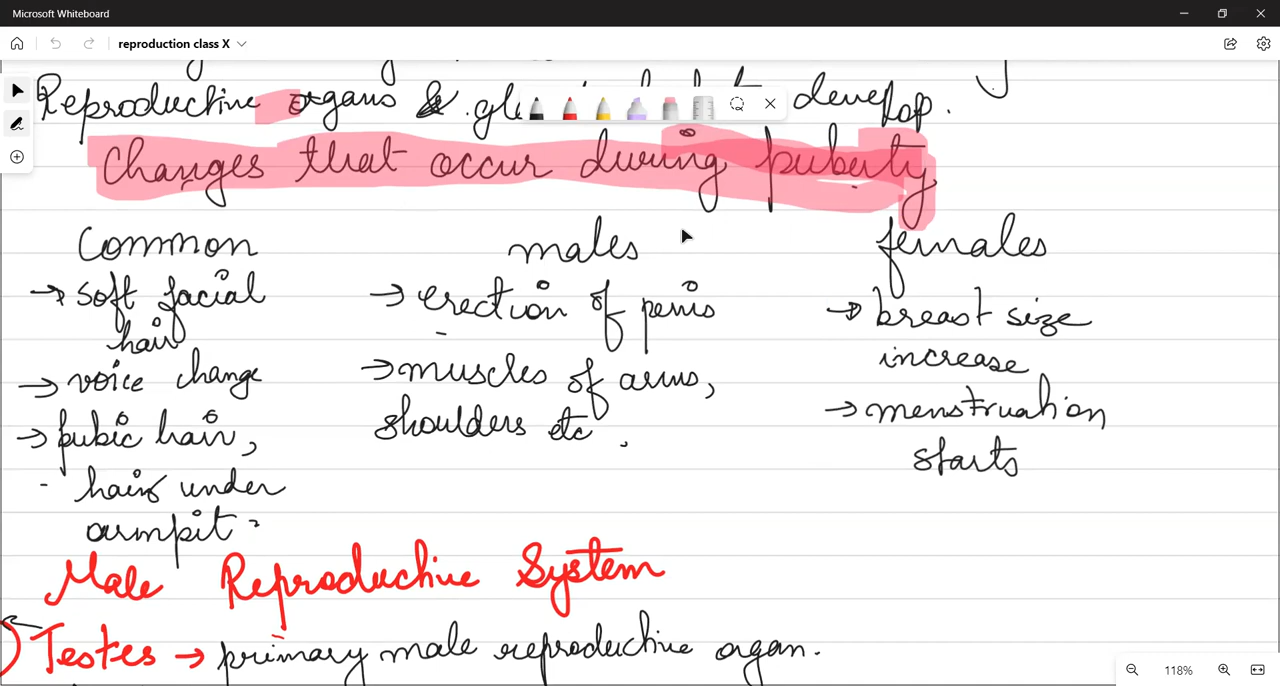 Microsoft Whiteboard
reproduction class X
Reproductive organs & develop.
Changes that occur during puberty
Common
→ soft facial
hair
→ voice change
→ pubic hair,
hairs under
armpit.
males
→ erection of penis
→ muscles of arms,
shoulders etc.
females
→ breast size
increase
→ menstruation
starts
Male Reproductive System
Testes → primary male reproductive organ.
118%